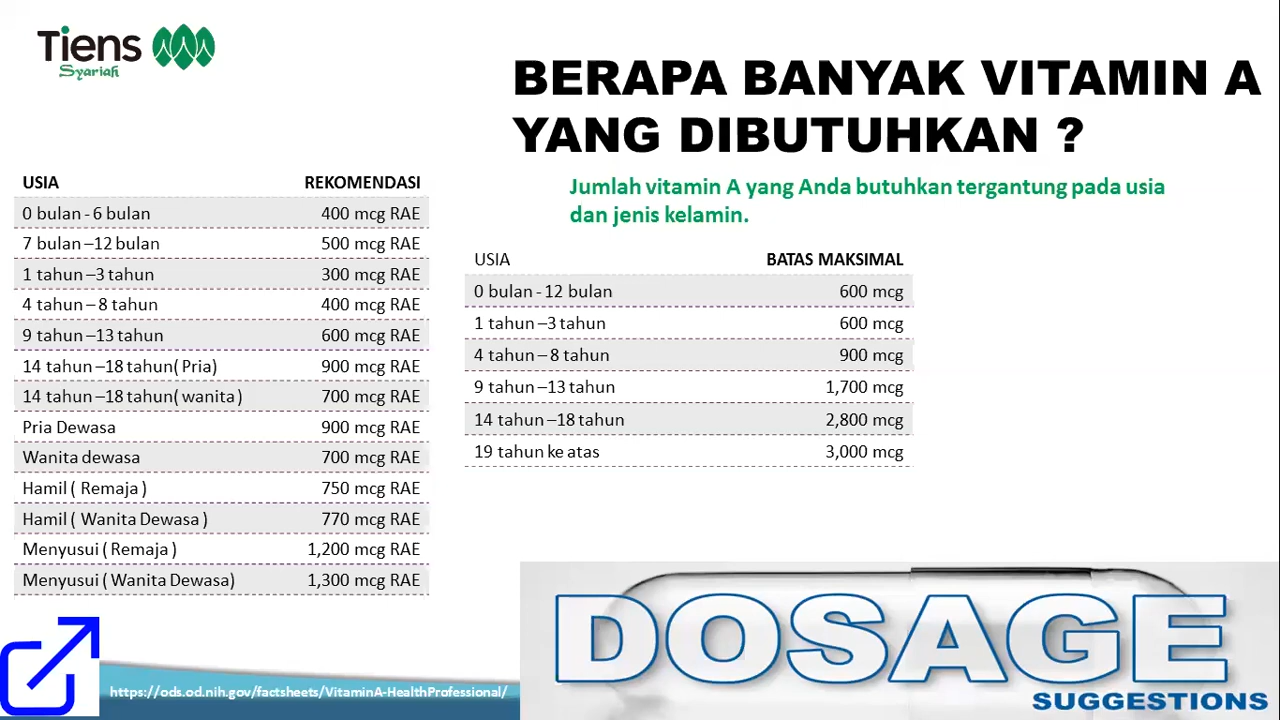 Tiens
Syariah
BERAPA BANYAK VITAMIN A
YANG DIBUTUHKAN ?
Jumlah vitamin A yang Anda butuhkan tergantung pada usia
dan jenis kelamin.
USIA REKOMENDASI
0 bulan - 6 bulan 400 mcg RAE
7 bulan –12 bulan 500 mcg RAE
1 tahun –3 tahun 300 mcg RAE
4 tahun – 8 tahun 400 mcg RAE
9 tahun –13 tahun 600 mcg RAE
14 tahun –18 tahun( Pria) 900 mcg RAE
14 tahun –18 tahun( wanita ) 700 mcg RAE
Pria Dewasa 900 mcg RAE
Wanita dewasa 700 mcg RAE
Hamil ( Remaja ) 750 mcg RAE
Hamil ( Wanita Dewasa ) 770 mcg RAE
Menyusui ( Remaja ) 1,200 mcg RAE
Menyusui ( Wanita Dewasa) 1,300 mcg RAE
USIA BATAS MAKSIMAL
0 bulan - 12 bulan 600 mcg
1 tahun –3 tahun 600 mcg
4 tahun – 8 tahun 900 mcg
9 tahun –13 tahun 1,700 mcg
14 tahun –18 tahun 2,800 mcg
19 tahun ke atas 3,000 mcg
DOSAGE
SUGGESTIONS
https://ods.od.nih.gov/factsheets/VitaminA-HealthProfessional/